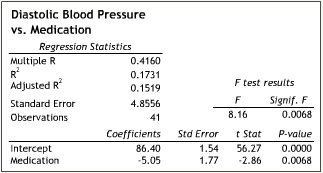 Diastolic Blood Pressure
vs. Medication
Regression Statistics
Multiple R 0.4160
R² 0.1731
Adjusted R² 0.1519
Standard Error 4.8556
Observations 41
F test results
F Signif. F
8.16 0.0068
Coefficients Std Error t Stat P-value
Intercept 86.40 1.54 56.27 0.0000
Medication -5.05 1.77 -2.86 0.0068